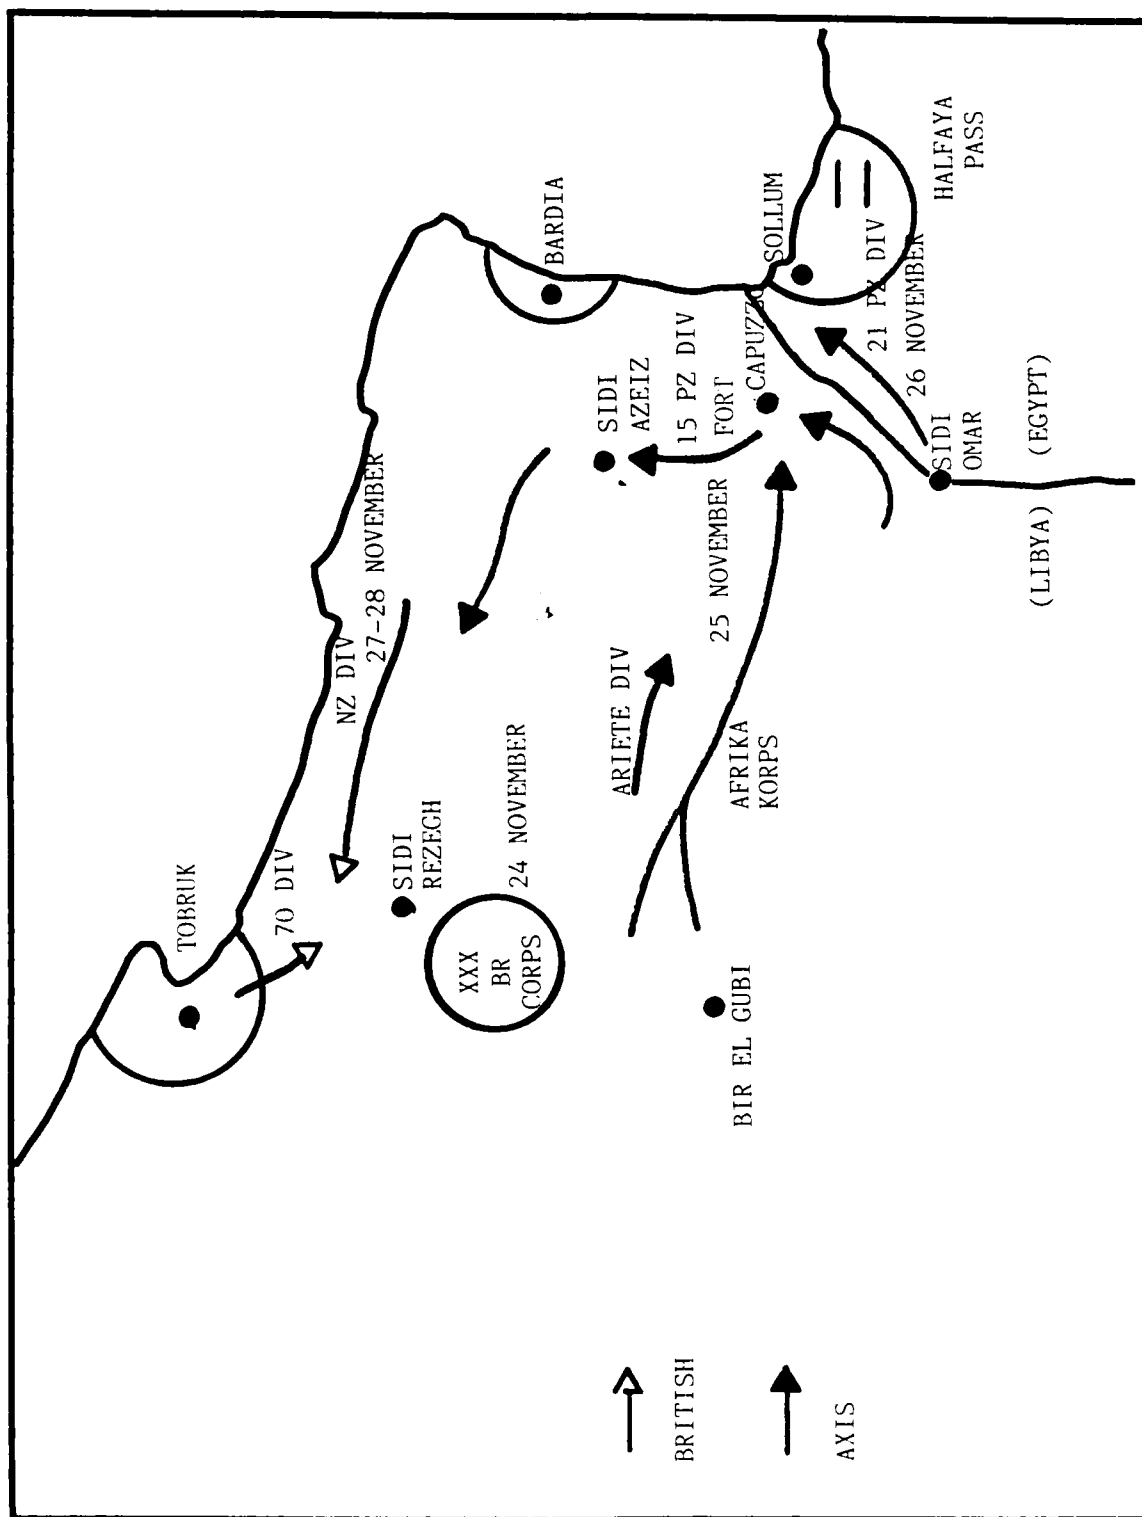 TOBRUK
70 DIV
NZ DIV
27-28 NOVEMBER
SIDI
REZEGH
XXX
BR
CORPS
24 NOVEMBER
BARDIA
SIDI
AZEIZ
15 PZ DIV
FORT
CAPUZZO
SOLLUM
ARIETE DIV
25 NOVEMBER
AFRIKA
KORPS
BIR EL GUBI
21 PZ DIV
26 NOVEMBER
HALFAYA
PASS
SIDI
OMAR
(LIBYA) (EGYPT)
BRITISH
AXIS